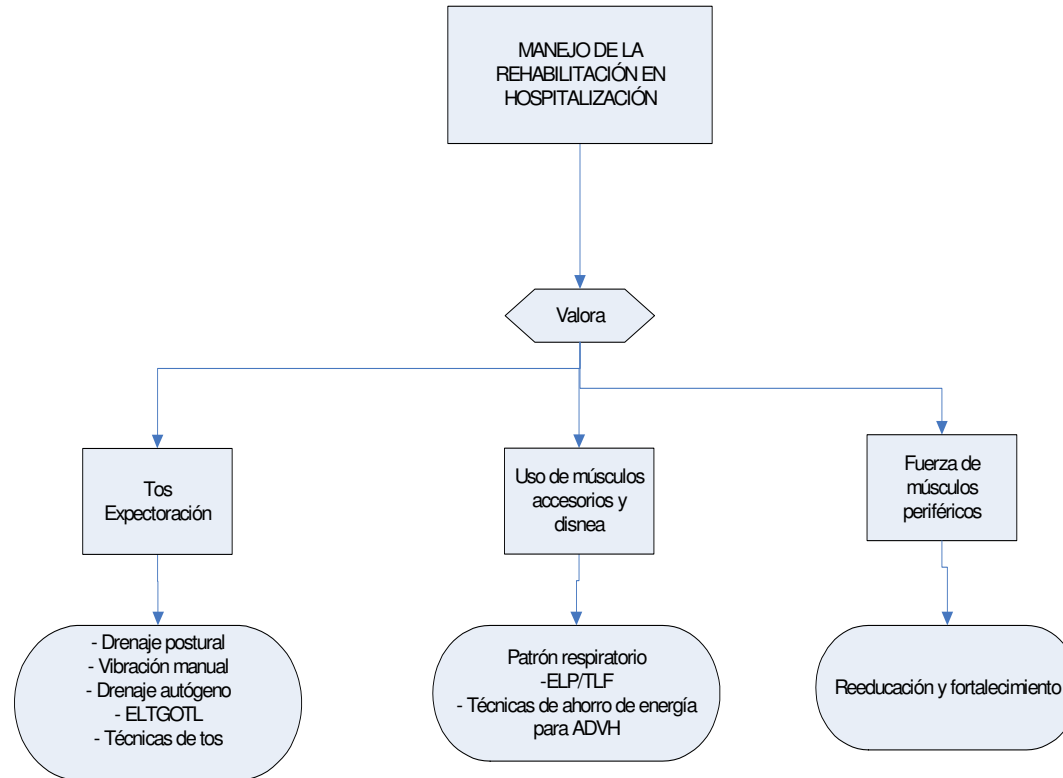 MANEJO DE LA
REHABILITACIÓN EN
HOSPITALIZACIÓN
Valora
Tos
Expectoración
Uso de músculos
accesorios y
disnea
Fuerza de
músculos
periféricos
- Drenaje postural
- Vibración manual
- Drenaje autógeno
- ELTGOTL
- Técnicas de tos
Patrón respiratorio
-ELP/TLF
- Técnicas de ahorro de energía
para ADVH
Reeducación y fortalecimiento